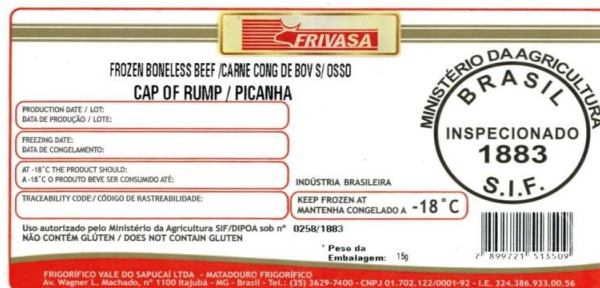 FRIVASA
FROZEN BONELESS BEEF /CARNE CONG DE BOV S/ OSSO
CAP OF RUMP / PICANHA
PRODUCTION DATE / LOT:
DATA DE PRODUÇÃO / LOTE:
FREEZING DATE:
DATA DE CONGELAMENTO:
AT -18°C THE PRODUCT SHOULD:
A -18°C O PRODUTO DEVE SER CONSUMIDO ATÉ:
TRACEABILITY CODE / CÓDIGO DE RASTREABILIDADE:
INDÚSTRIA BRASILEIRA
KEEP FROZEN AT
MANTENHA CONGELADO A -18°C
MINISTÉRIO DA AGRICULTURA
BRASIL
INSPECIONADO
1883
S.I.F.
Uso autorizado pelo Ministério da Agricultura SIF/DIPOA sob nº 0258/1883
NÃO CONTÉM GLÚTEN / DOES NOT CONTAIN GLUTEN
* Peso da
Embalagem: 15g
7 899721 513509
FRIGORÍFICO VALE DO SAPUCAÍ LTDA - MATADOURO FRIGORÍFICO
Av. Wagner L. Machado, nº 1100 Itajubá - MG - Brasil - Tel.: (35) 3629-7400 - CNPJ 01.702.122/0001-92 - I.E. 324.386.933.00.56